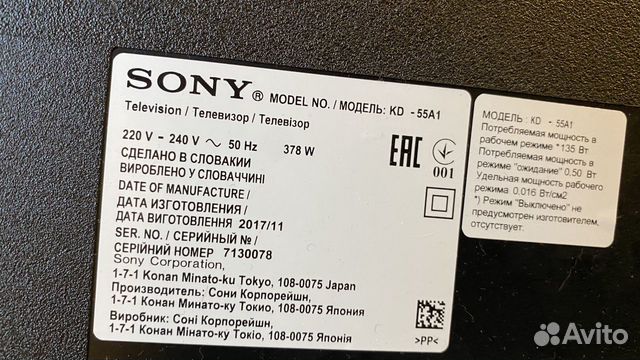 SONY® MODEL NO. / МОДЕЛЬ: KD - 55A1
Television / Телевизор / Телевізор
220 V - 240 V ~ 50 Hz 378 W
СДЕЛАНО В СЛОВАКИИ
ВИРОБЛЕНО У СЛОВАЧЧИНІ
DATE OF MANUFACTURE /
ДАТА ИЗГОТОВЛЕНИЯ /
ДАТА ВИГОТОВЛЕННЯ 2017/11
SER. NO. / СЕРИЙНЫЙ № /
СЕРІЙНИЙ НОМЕР 7130078
Sony Corporation,
1-7-1 Konan Minato-ku Tokyo, 108-0075 Japan
Производитель: Сони Корпорейшн,
1-7-1 Конан Минато-ку Токио, 108-0075 Япония
Виробник: Соні Корпорейшн,
1-7-1 Конан Мінато-ку Токіо, 108-0075 Японія
EAC
001
>PP<
МОДЕЛЬ : KD - 55A1
Потребляемая мощность в
рабочем режиме *135 Вт
Потребляемая мощность в
режиме "ожидание" 0,50 Вт
Удельная мощность рабочего
режима 0,016 Вт/см2
*) Режим "Выключено" не
предусмотрен изготовителем,
отсутствует.
Avito